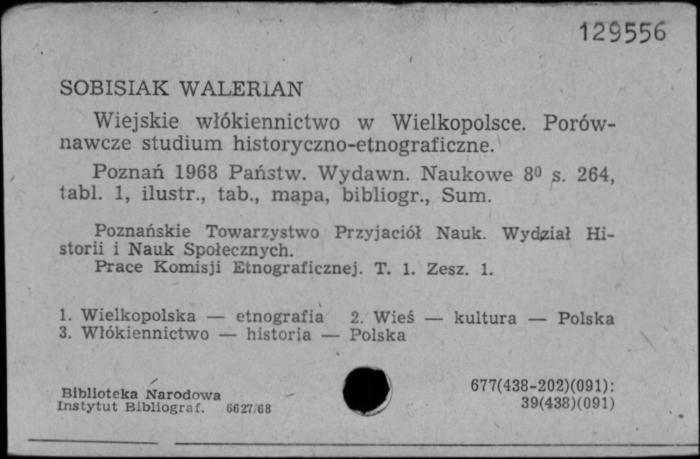 129556
SOBISIAK WALERIAN
Wiejskie włókiennictwo w Wielkopolsce. Porów-
nawcze studium historyczno-etnograficzne.
Poznań 1968 Państw. Wydawn. Naukowe 8⁰ s. 264,
tabl. 1, ilustr., tab., mapa, bibliogr., Sum.
Poznańskie Towarzystwo Przyjaciół Nauk. Wydział Hi-
storii i Nauk Społecznych.
Prace Komisji Etnograficznej. T. 1. Zesz. 1.
1. Wielkopolska — etnografia 2. Wieś — kultura — Polska
3. Włókiennictwo — historia — Polska
677(438-202)(091):
39(438)(091)
Biblioteka Narodowa
Instytut Bibliograf. 6627/68